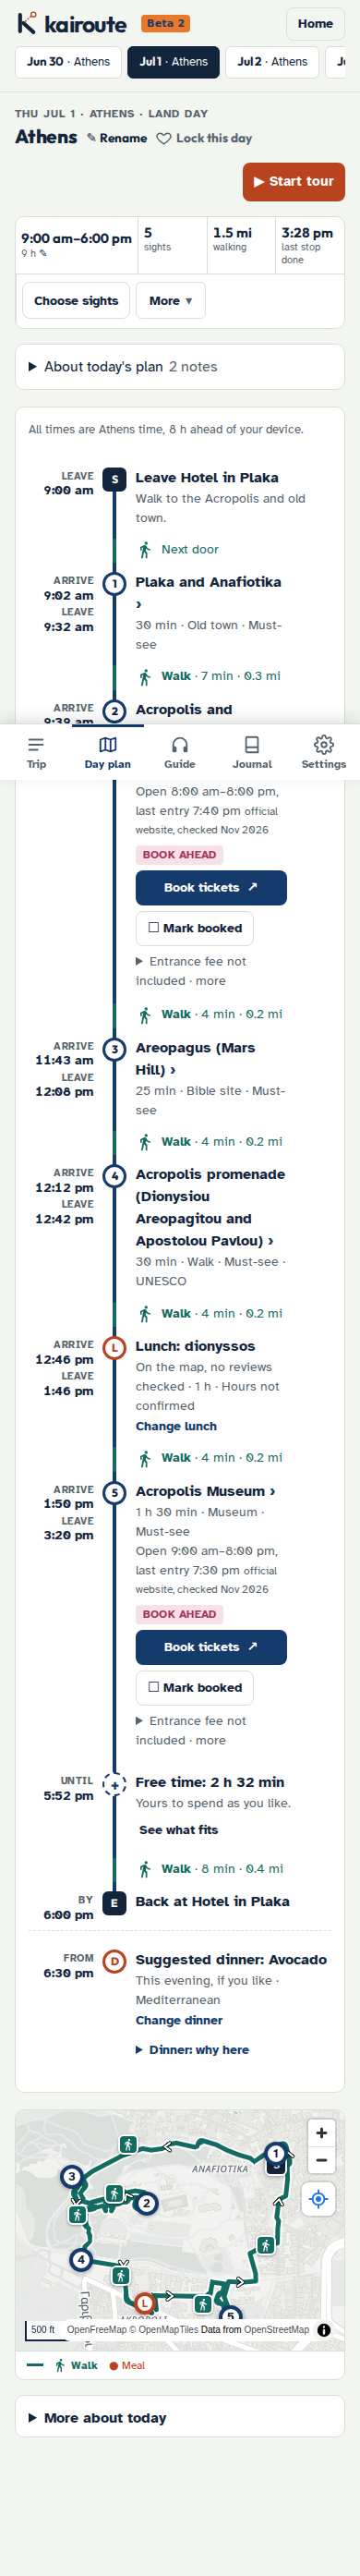 kairoute
Beta 2
Home
Jun 30 · Athens
Jul 1 · Athens
Jul 2 · Athens
THU JUL 1 · ATHENS · LAND DAY
Athens
✎ Rename
Lock this day
▶ Start tour
9:00 am–6:00 pm
9 h ✎
5
sights
1.5 mi
walking
3:28 pm
last stop
done
Choose sights
More ▾
▶ About today's plan 2 notes
All times are Athens time, 8 h ahead of your device.
LEAVE
9:00 am
S
Leave Hotel in Plaka
Walk to the Acropolis and old
town.
Next door
ARRIVE
9:02 am
LEAVE
9:32 am
1
Plaka and Anafiotika
›
30 min · Old town · Must-
see
Walk · 7 min · 0.3 mi
ARRIVE
9:39 am
2
Acropolis and
Trip
Day plan
Guide
Journal
Settings
Open 8:00 am–8:00 pm,
last entry 7:40 pm official
website, checked Nov 2026
BOOK AHEAD
Book tickets ↗
☐ Mark booked
▶ Entrance fee not
included · more
Walk · 4 min · 0.2 mi
ARRIVE
11:43 am
LEAVE
12:08 pm
3
Areopagus (Mars
Hill) ›
25 min · Bible site · Must-
see
Walk · 4 min · 0.2 mi
ARRIVE
12:12 pm
LEAVE
12:42 pm
4
Acropolis promenade
(Dionysiou
Areopagitou and
Apostolou Pavlou) ›
30 min · Walk · Must-see ·
UNESCO
Walk · 4 min · 0.2 mi
ARRIVE
12:46 pm
LEAVE
1:46 pm
L
Lunch: dionyssos
On the map, no reviews
checked · 1 h · Hours not
confirmed
Change lunch
Walk · 4 min · 0.2 mi
ARRIVE
1:50 pm
LEAVE
3:20 pm
5
Acropolis Museum ›
1 h 30 min · Museum ·
Must-see
Open 9:00 am–8:00 pm,
last entry 7:30 pm official
website, checked Nov 2026
BOOK AHEAD
Book tickets ↗
☐ Mark booked
▶ Entrance fee not
included · more
UNTIL
5:52 pm
+
Free time: 2 h 32 min
Yours to spend as you like.
See what fits
Walk · 8 min · 0.4 mi
BY
6:00 pm
E
Back at Hotel in Plaka
FROM
6:30 pm
D
Suggested dinner: Avocado
This evening, if you like ·
Mediterranean
Change dinner
▶ Dinner: why here
1
ANAFIOTIKA
3
2
4
L
5
+
−
500 ft
OpenFreeMap © OpenMapTiles Data from OpenStreetMap
Walk
Meal
▶ More about today